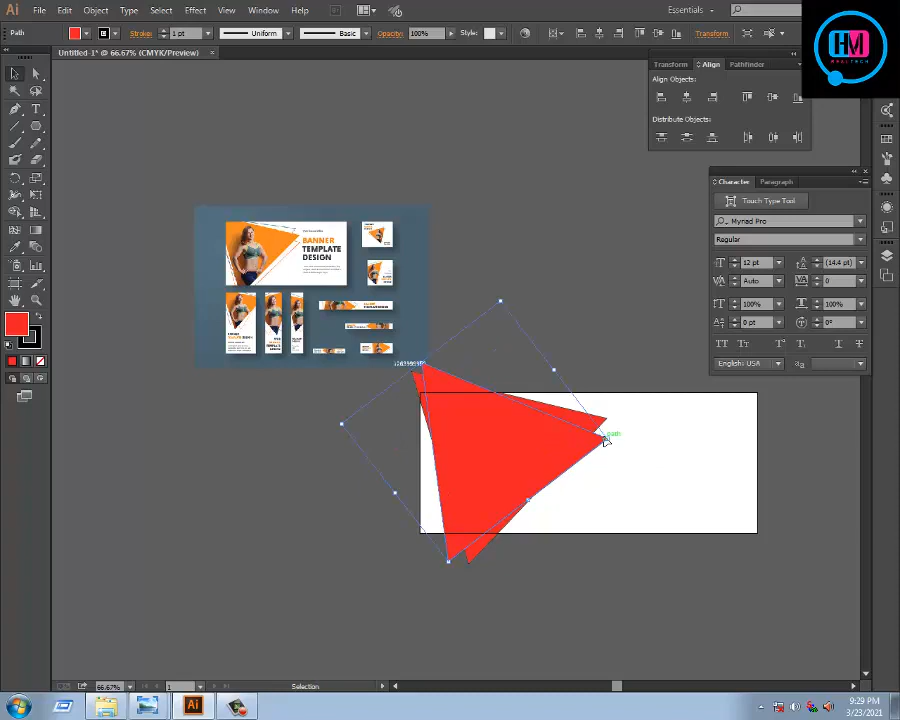 Ai File Edit Object Type Select Effect View Window Help Essentials
HM
REALTECH
Path Stroke: 1 pt Uniform Basic Opacity: 100% Style: Transform
Untitled-1* @ 66.67% (CMYK/Preview) ×
Transform Align Pathfinder
Align Objects:
Distribute Objects:
Character Paragraph
Touch Type Tool
Myriad Pro
Regular
12 pt (14.4 pt)
Auto 0
100% 100%
0 pt 0°
English: USA
BANNER
TEMPLATE
DESIGN
path
66.67% 1 Selection
9:29 PM
3/23/2021